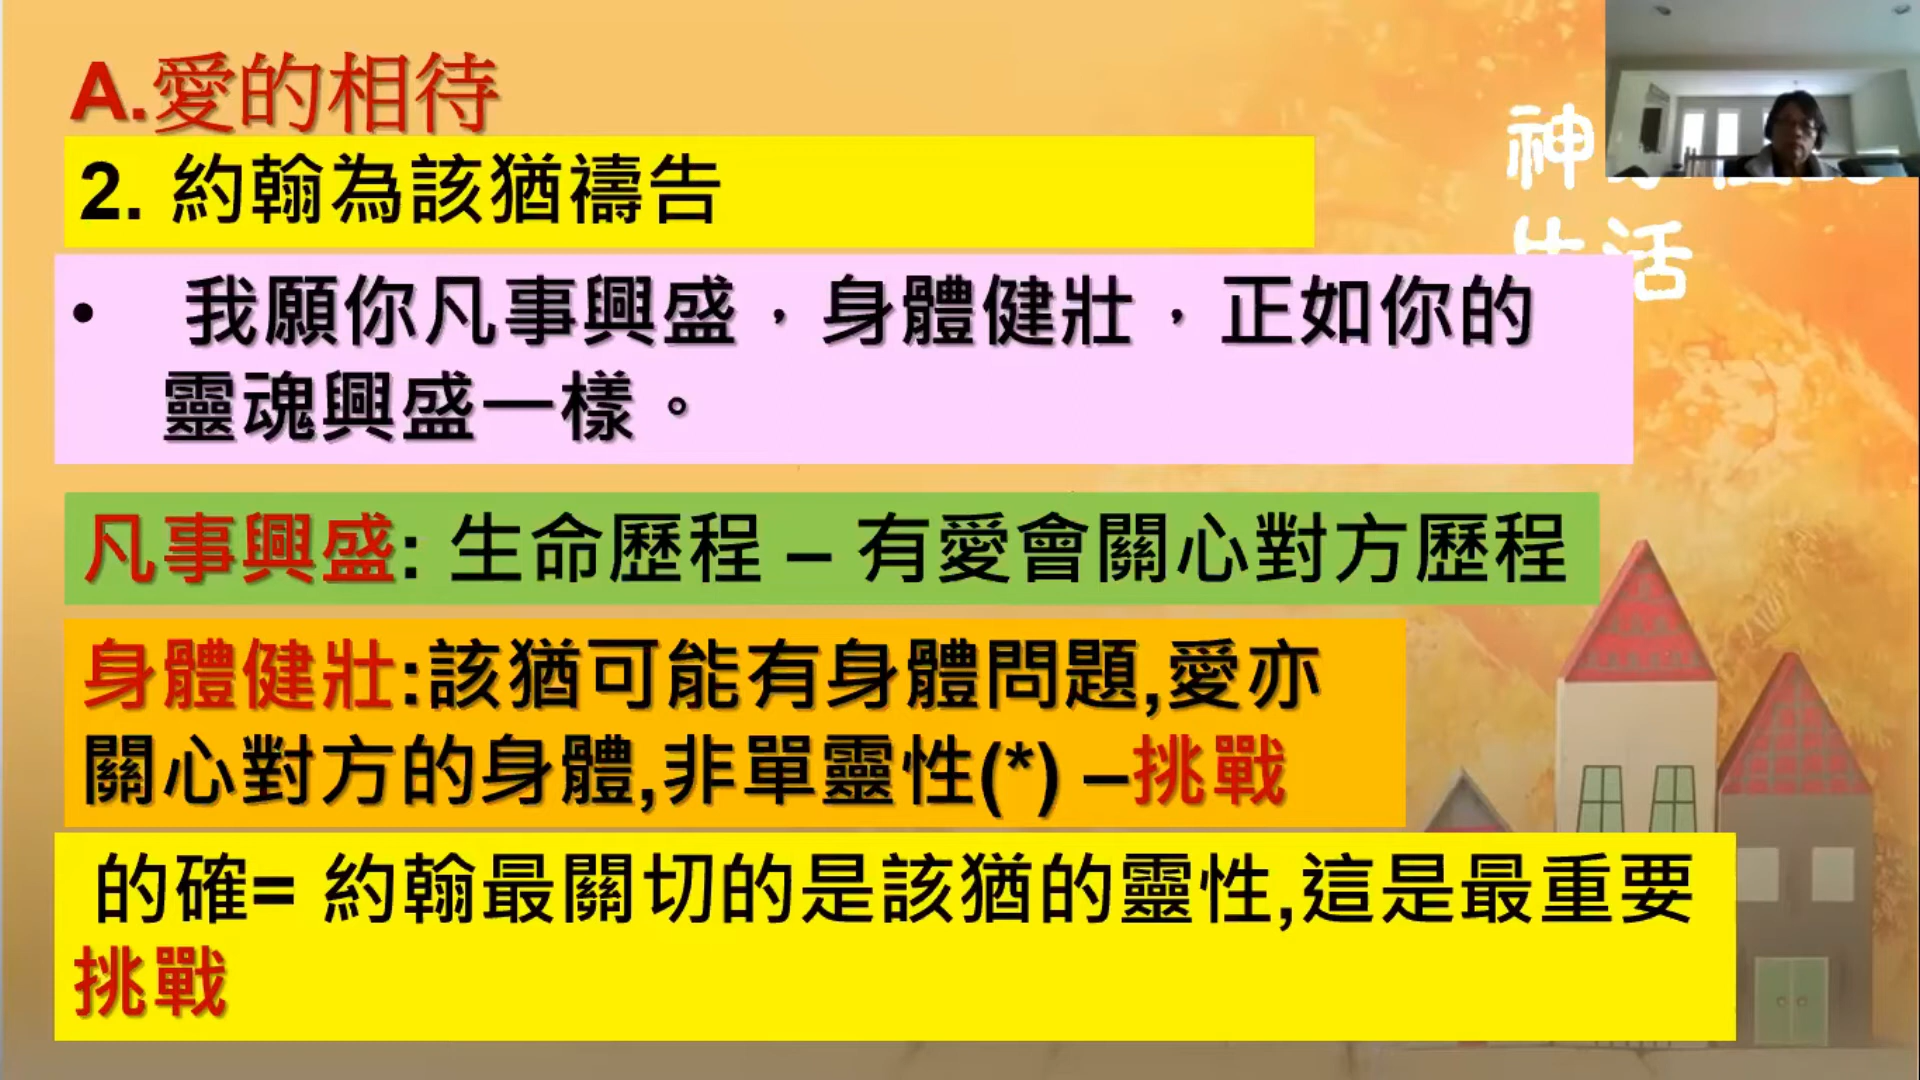 A.愛的相待
神
生活
2. 約翰為該猶禱告
• 我願你凡事興盛，身體健壯，正如你的
靈魂興盛一樣。
凡事興盛: 生命歷程 – 有愛會關心對方歷程
身體健壯:該猶可能有身體問題,愛亦
關心對方的身體,非單靈性(*) –挑戰
的確= 約翰最關切的是該猶的靈性,這是最重要
挑戰